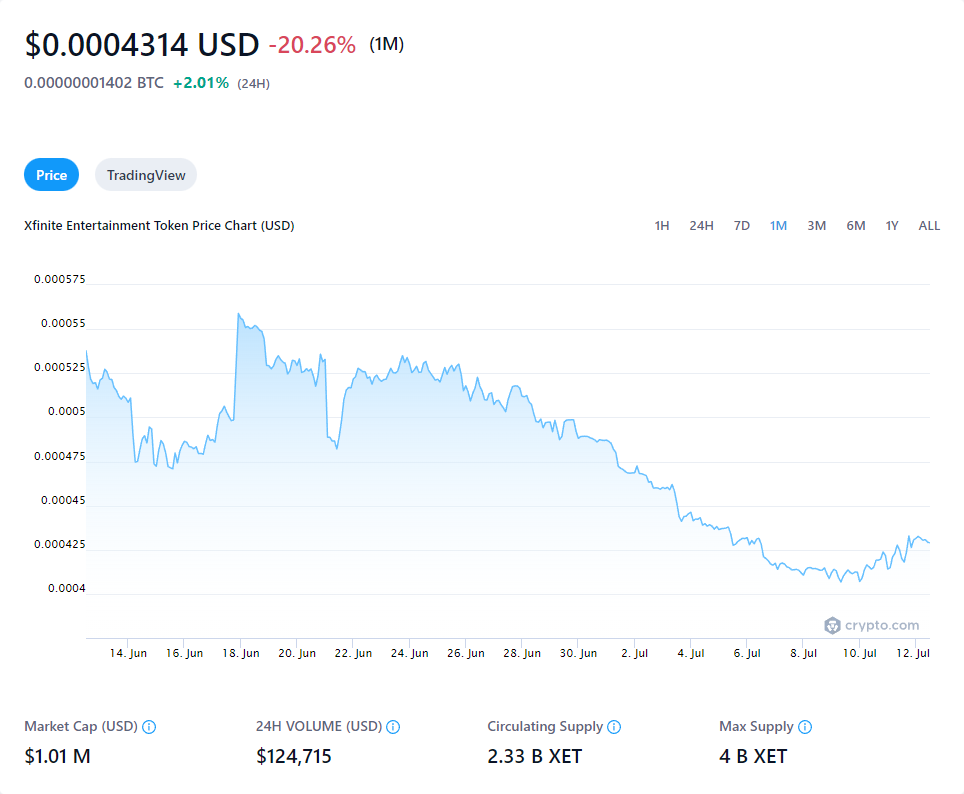 $0.0004314 USD -20.26% (1M)
0.00000001402 BTC +2.01% (24H)
Price TradingView
Xfinite Entertainment Token Price Chart (USD) 1H 24H 7D 1M 3M 6M 1Y ALL
0.000575
0.00055
0.000525
0.0005
0.000475
0.00045
0.000425
0.0004
crypto.com
14. Jun 16. Jun 18. Jun 20. Jun 22. Jun 24. Jun 26. Jun 28. Jun 30. Jun 2. Jul 4. Jul 6. Jul 8. Jul 10. Jul 12. Jul
Market Cap (USD) 24H VOLUME (USD) Circulating Supply Max Supply
$1.01 M $124,715 2.33 B XET 4 B XET